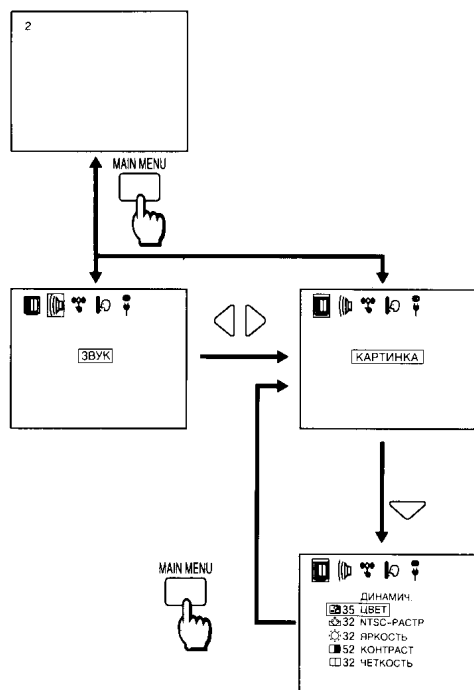 2
MAIN MENU
ЗВУК
КАРТИНКА
MAIN MENU
ДИНАМИЧ.
35 ЦВЕТ
32 NTSC-РАСТР
32 ЯРКОСТЬ
52 КОНТРАСТ
32 ЧЕТКОСТЬ